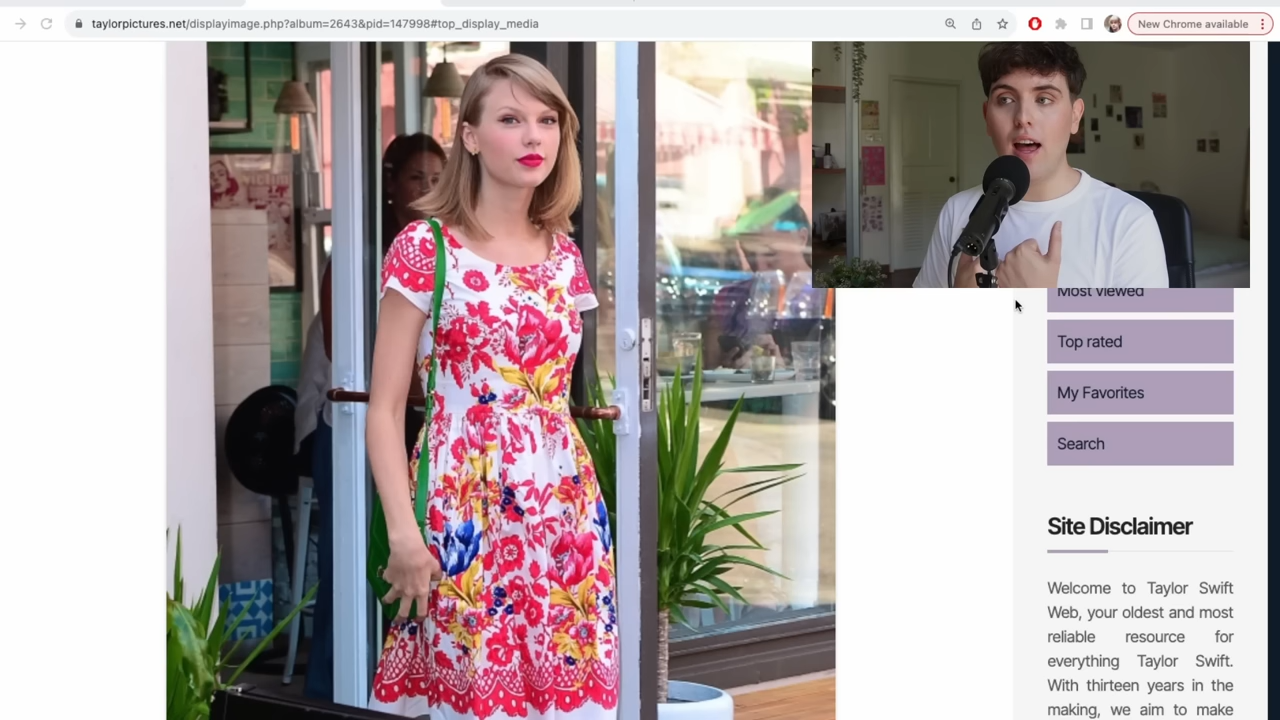 taylorpictures.net/displayimage.php?album=2643&pid=147998#top_display_media
New Chrome available
Most viewed
Top rated
My Favorites
Search
Site Disclaimer
Welcome to Taylor Swift
Web, your oldest and most
reliable resource for
everything Taylor Swift.
With thirteen years in the
making, we aim to make